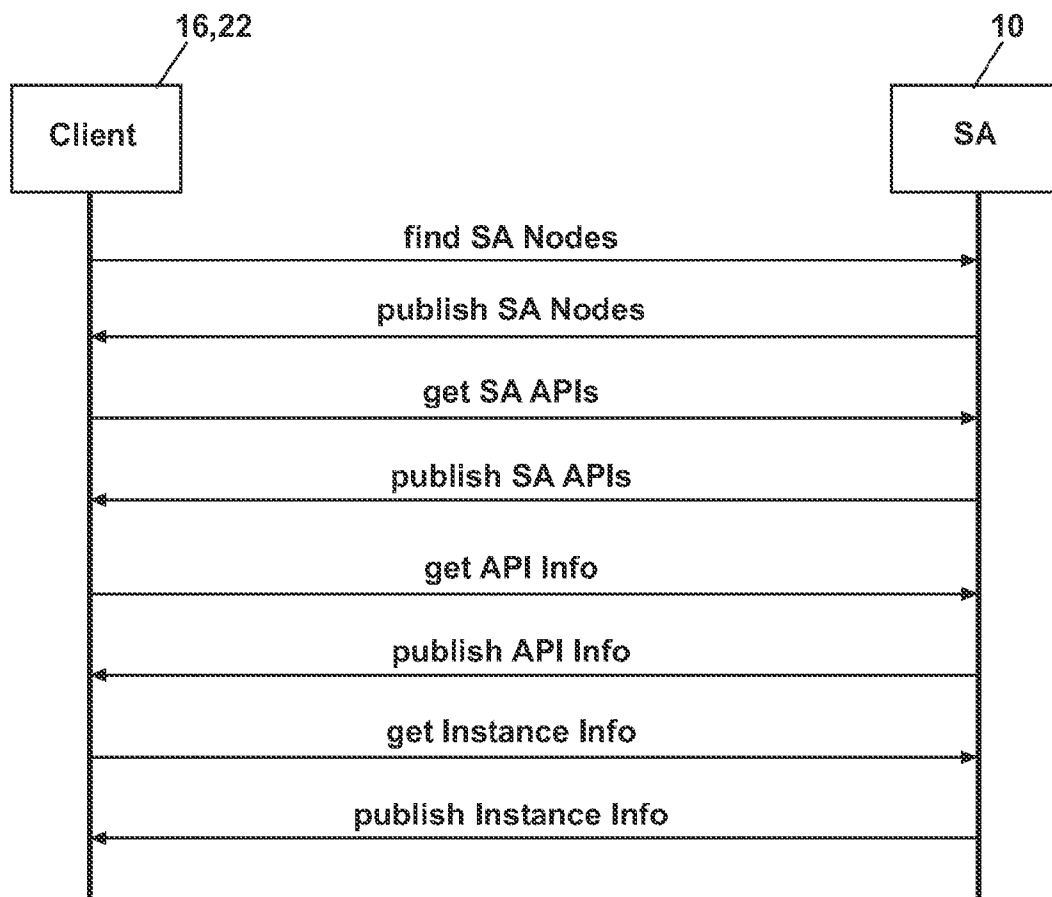 16,22
10
Client
SA
find SA Nodes
publish SA Nodes
get SA APIs
publish SA APIs
get API Info
publish API Info
get Instance Info
publish Instance Info